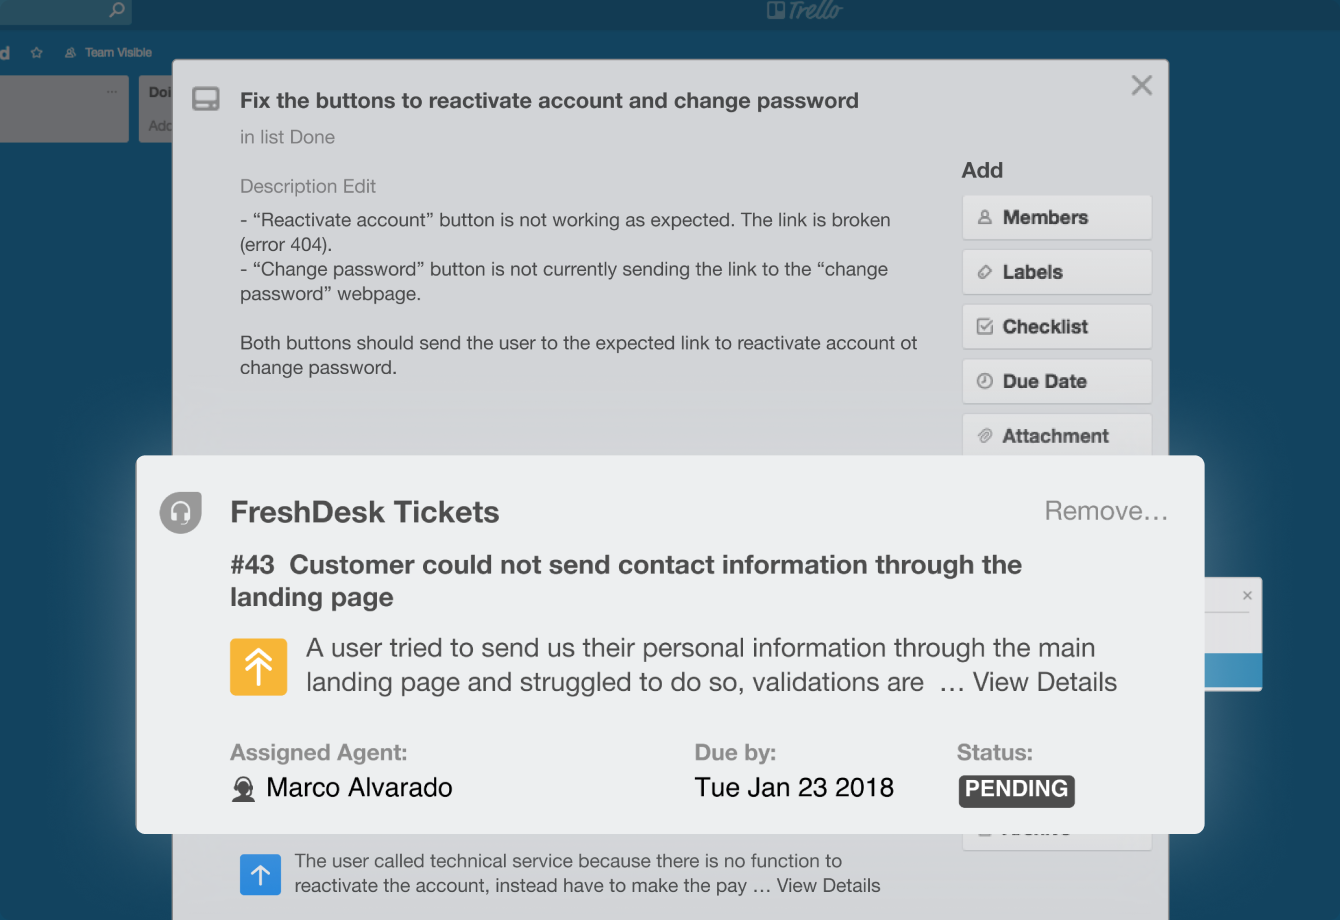 Trello
Team Visible
Doi
Add
Fix the buttons to reactivate account and change password
in list Done
Description Edit
- “Reactivate account” button is not working as expected. The link is broken
(error 404).
- “Change password” button is not currently sending the link to the “change
password” webpage.
Both buttons should send the user to the expected link to reactivate account ot
change password.
Add
Members
Labels
Checklist
Due Date
Attachment
FreshDesk Tickets
Remove...
#43 Customer could not send contact information through the
landing page
A user tried to send us their personal information through the main
landing page and struggled to do so, validations are ... View Details
Assigned Agent:
Due by:
Status:
Marco Alvarado
Tue Jan 23 2018
PENDING
The user called technical service because there is no function to
reactivate the account, instead have to make the pay ... View Details